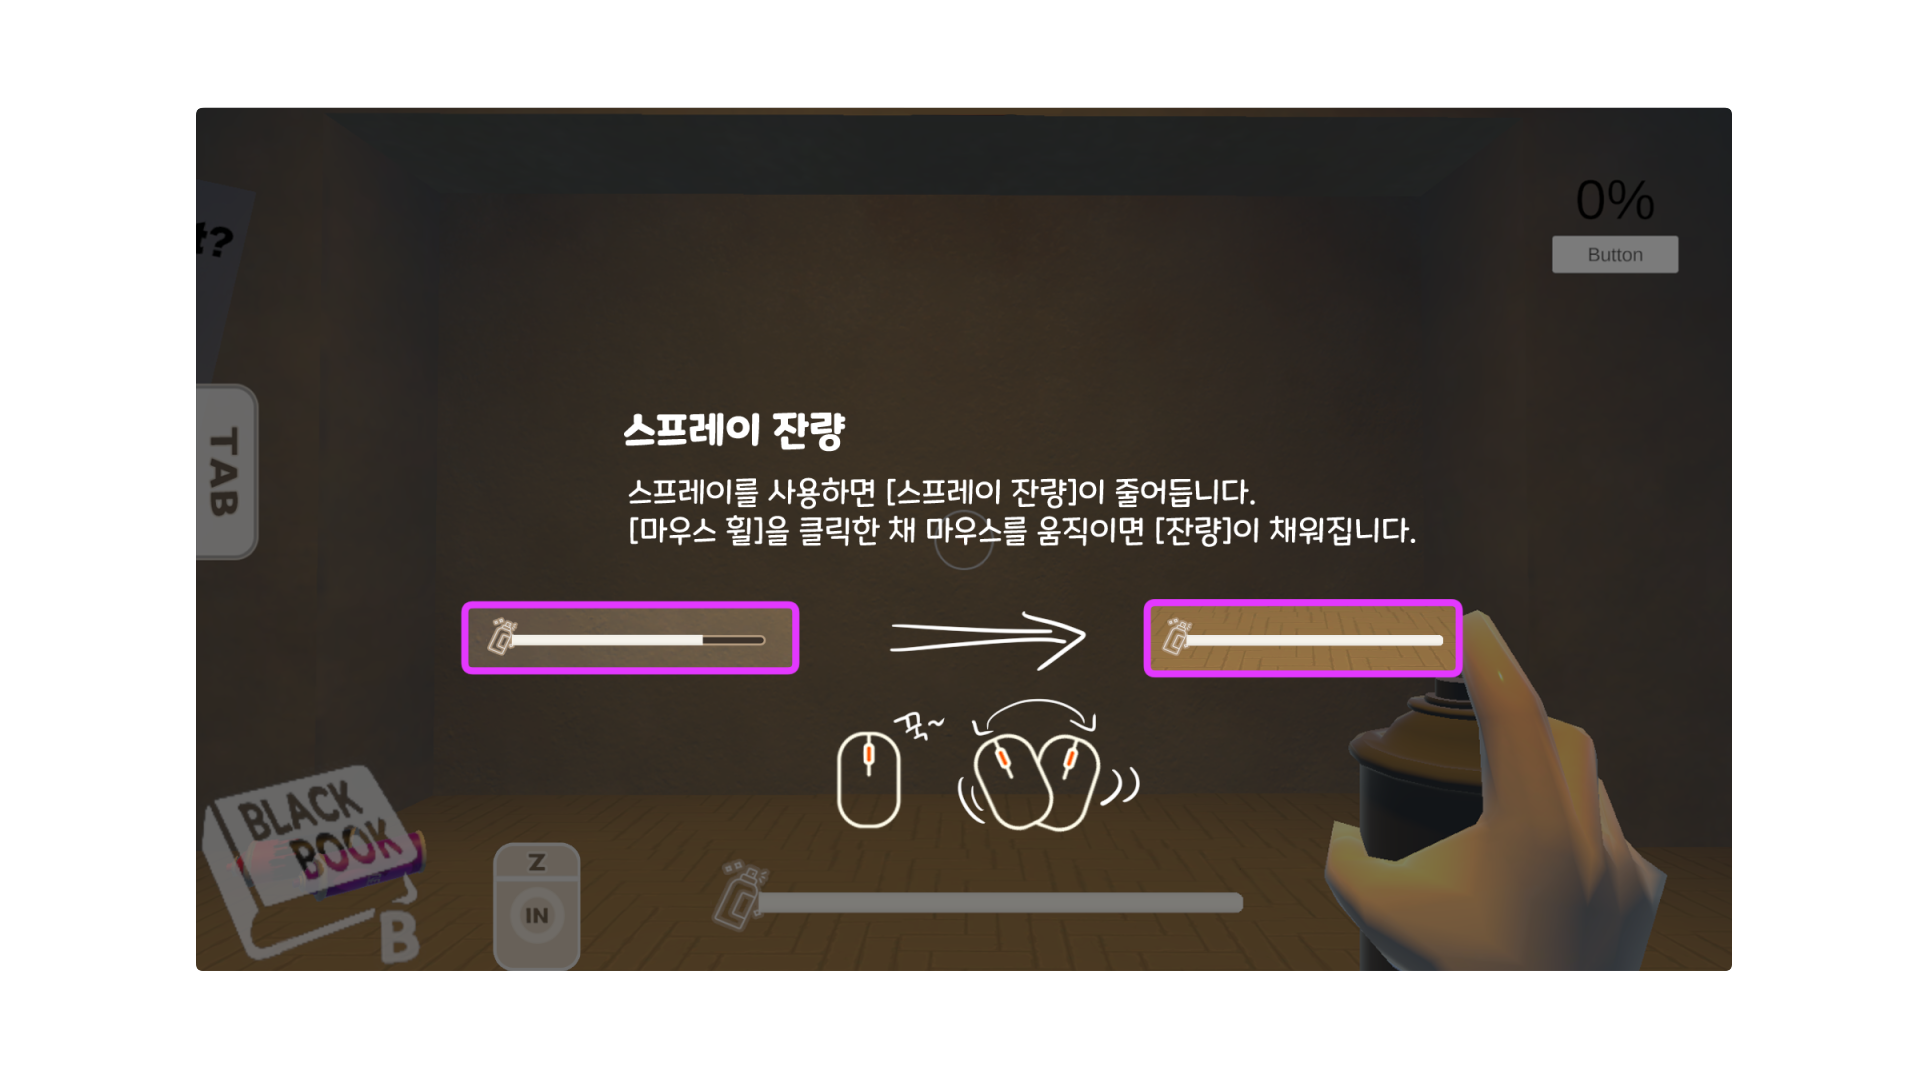 t?
0%
Button
TAB
스프레이 잔량
스프레이를 사용하면 [스프레이 잔량]이 줄어듭니다.
[마우스 휠]을 클릭한 채 마우스를 움직이면 [잔량]이 채워집니다.
꾹~
BLACK
BOOK
B
Z
IN